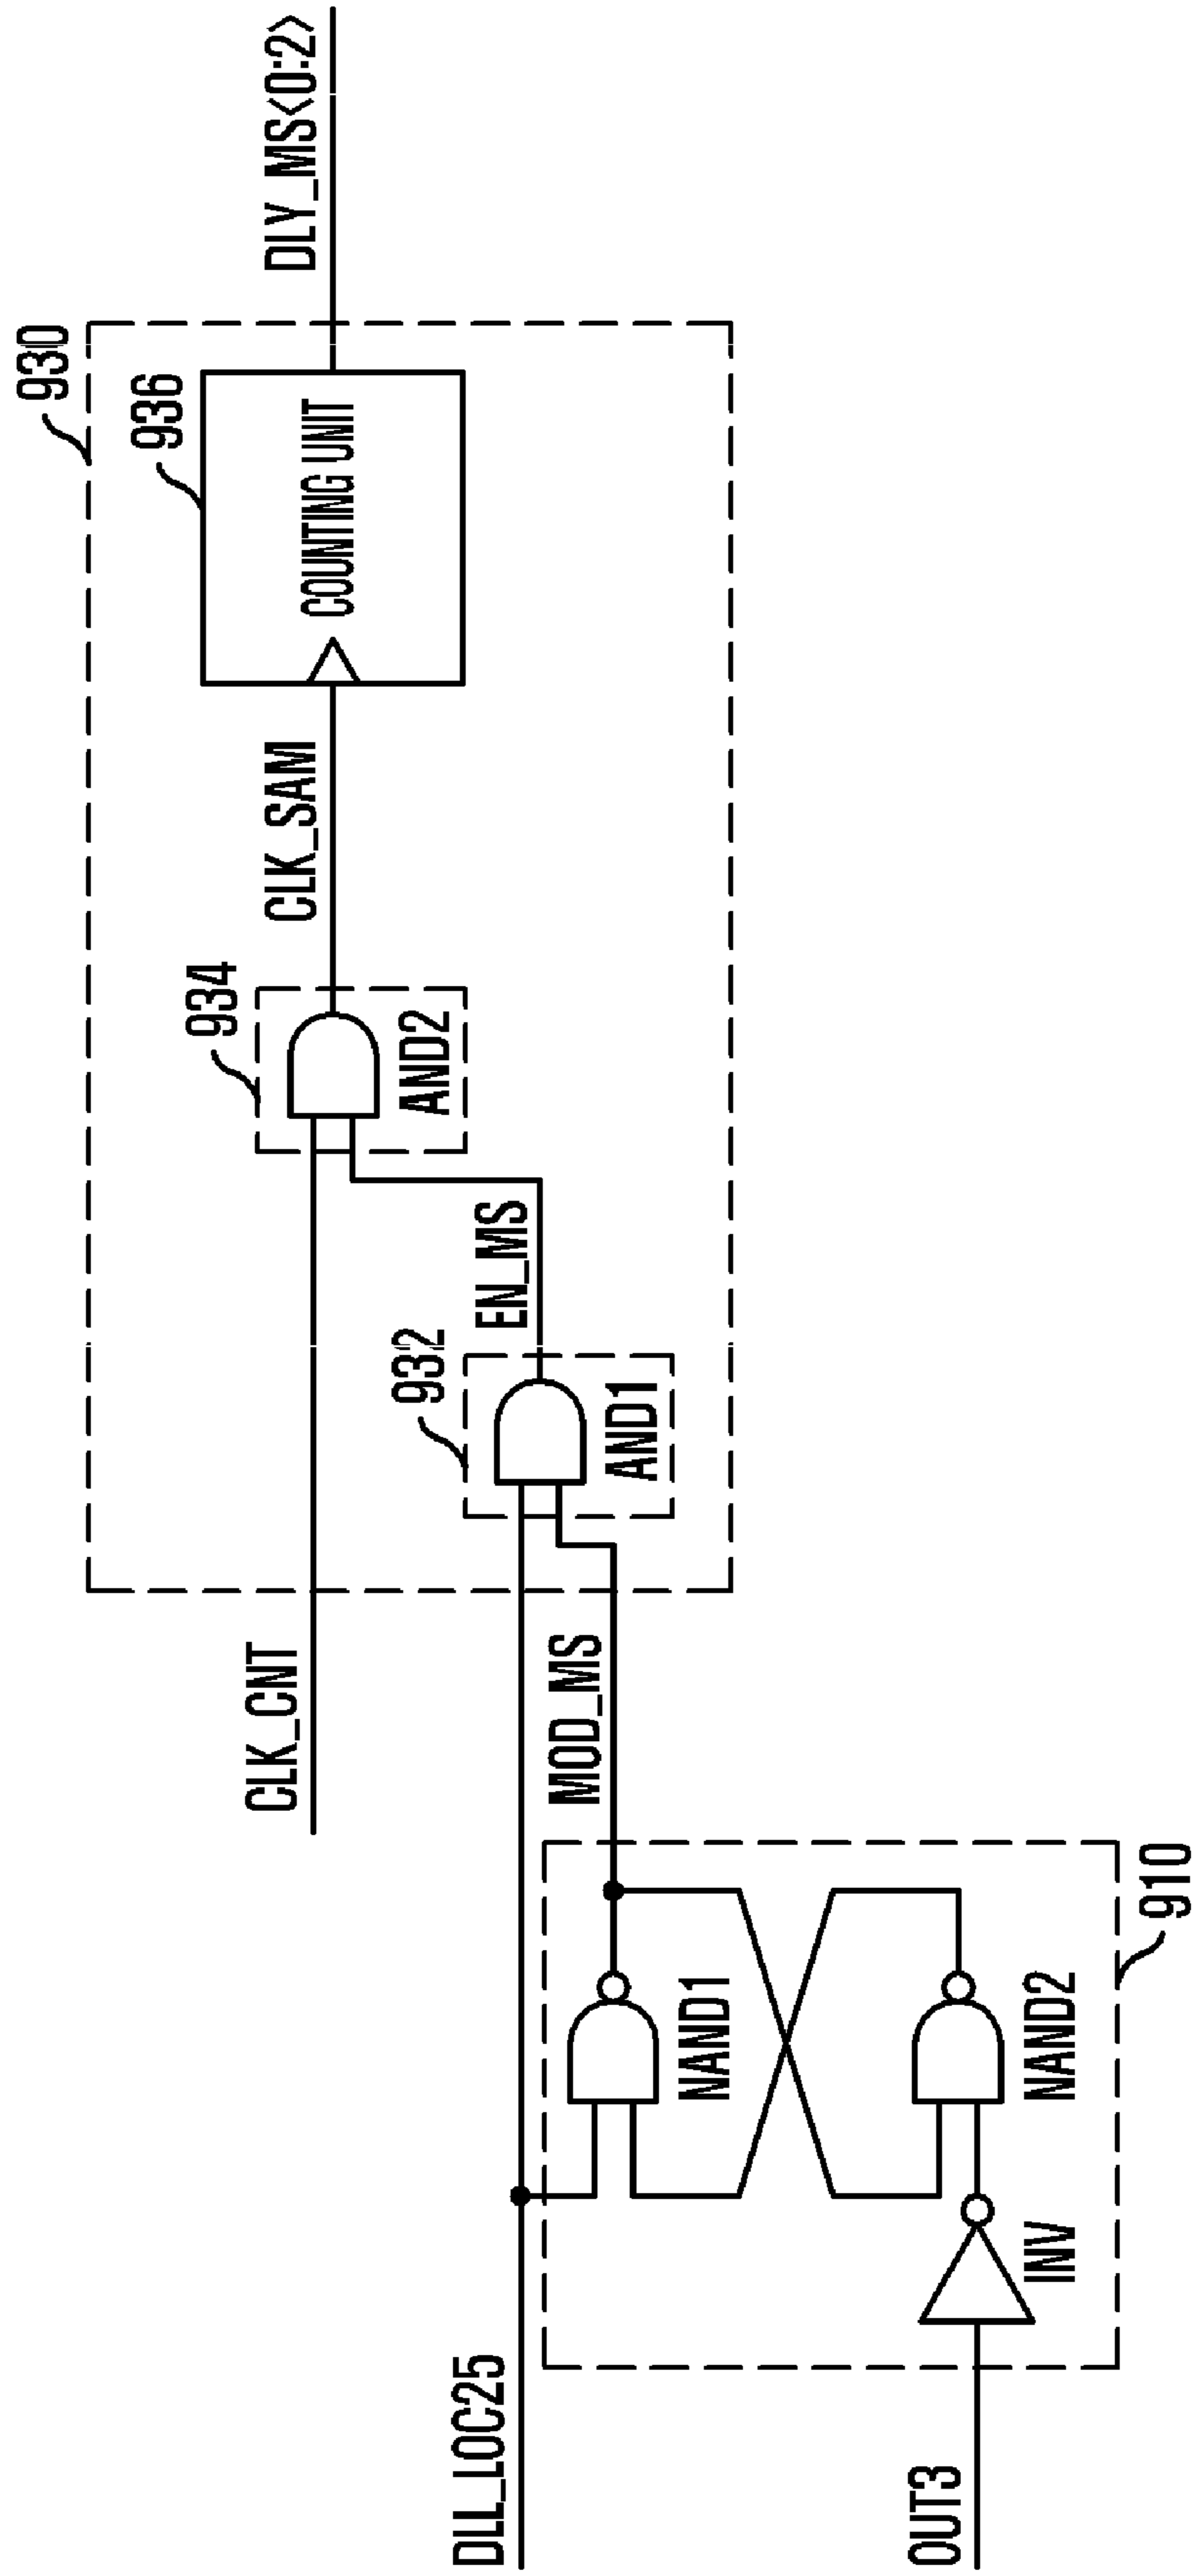 930
936
COUNTING UNIT
DLY_MS<0:2>
934
CLK_SAM
AND2
CLK_CNT
932
EN_MS
AND1
MOD_MS
DLL_LOC25
NAND1
NAND2
INV
OUT3
910